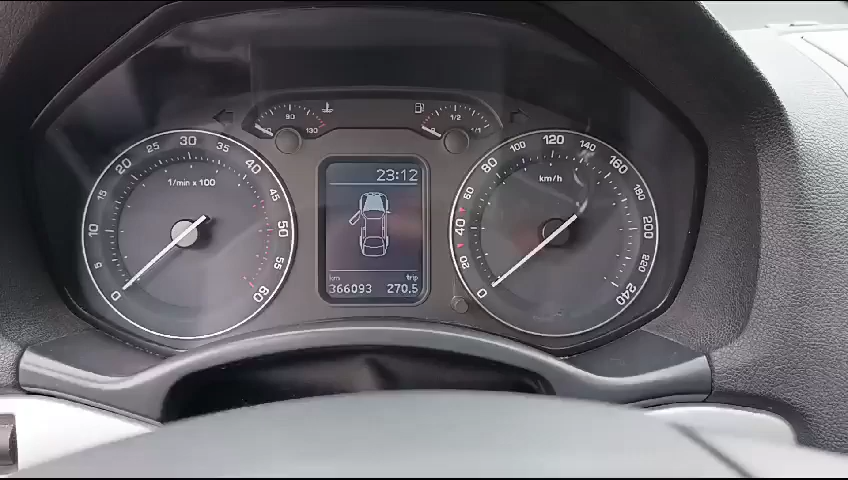 90
130
1/2 1/1
0 5 10 15 20 25 30 35 40 45 50 55 60
1/min x 100
23:12
km trip
366093 270.5
0 20 40 60 80 100 120 140 160 180 200 220 240
km/h